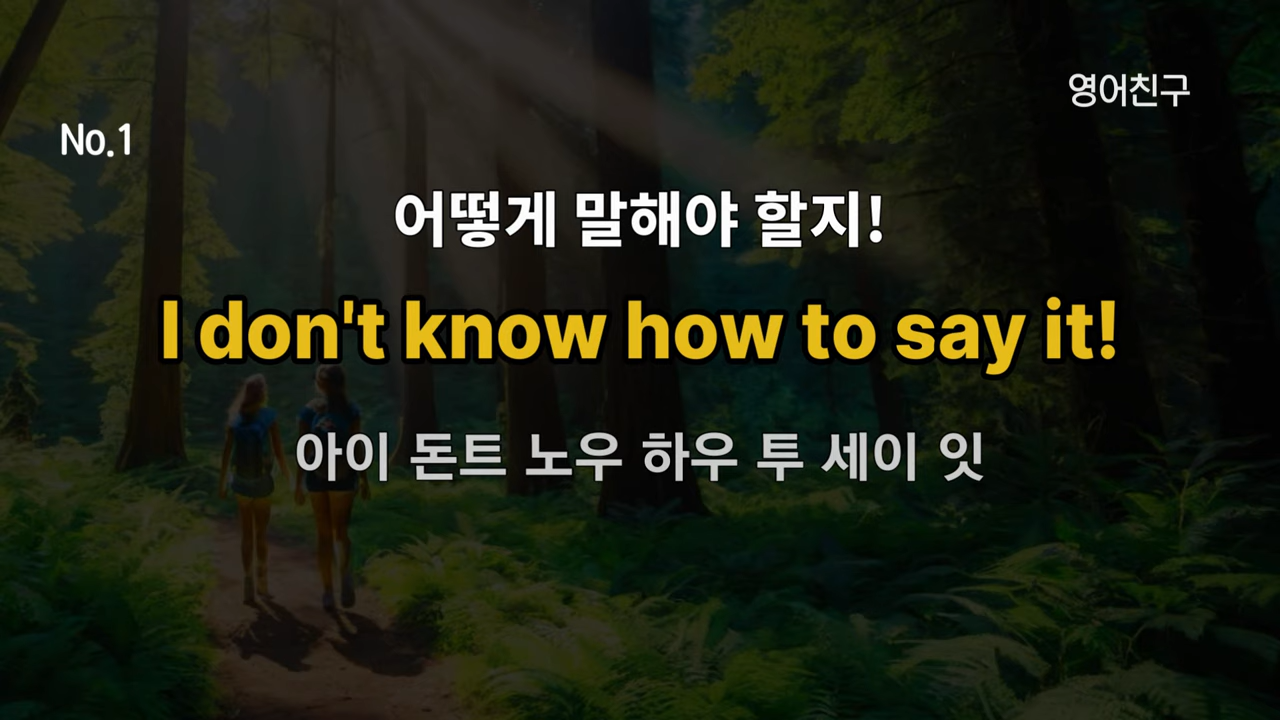 영어친구
No.1
어떻게 말해야 할지!
I don't know how to say it!
아이 돈트 노우 하우 투 세이 잇